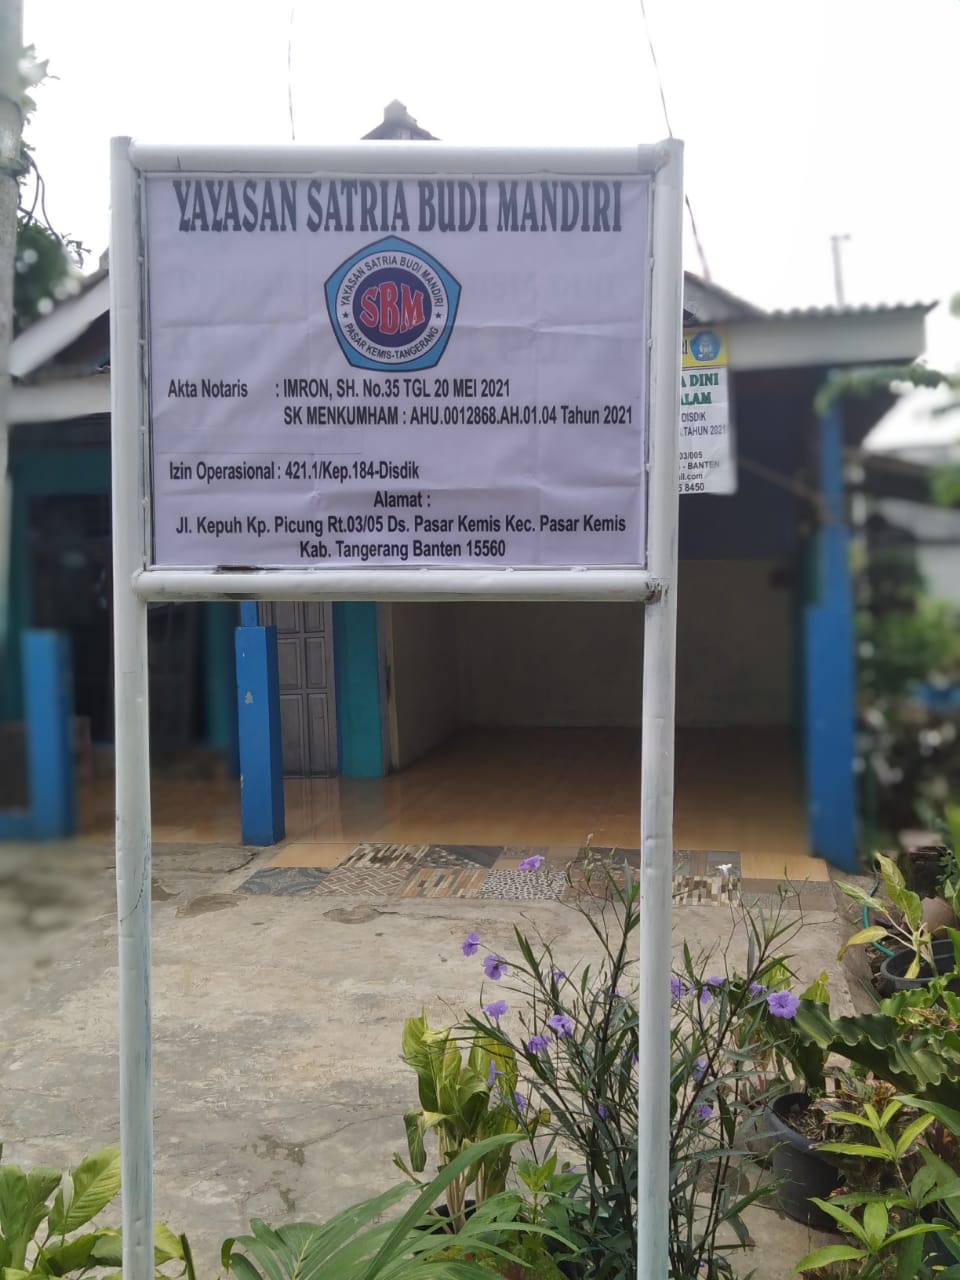 YAYASAN SATRIA BUDI MANDIRI
YAYASAN SATRIA BUDI MANDIRI
SBM
PASAR KEMIS-TANGERANG
Akta Notaris : IMRON, SH. No.35 TGL 20 MEI 2021
SK MENKUMHAM : AHU.0012868.AH.01.04 Tahun 2021
Izin Operasional : 421.1/Kep.184-Disdik
Alamat :
Jl. Kepuh Kp. Picung Rt.03/05 Ds. Pasar Kemis Kec. Pasar Kemis
Kab. Tangerang Banten 15560
DINI
DISDIK
TAHUN 2021
03/005
- BANTEN
8450